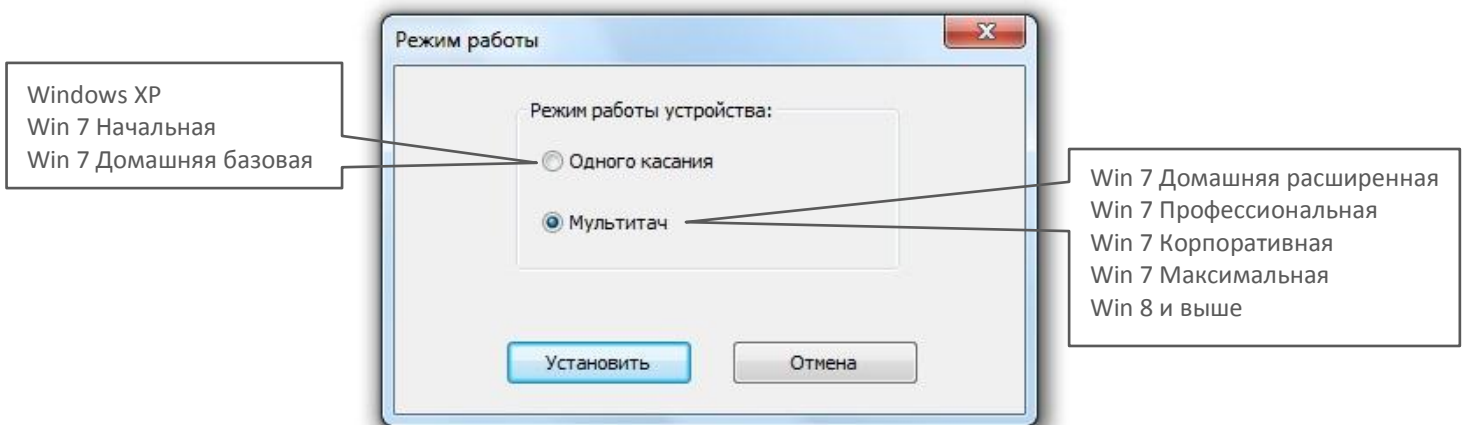 Режим работы
Windows XP
Win 7 Начальная
Win 7 Домашняя базовая
Режим работы устройства:
Одного касания
Мультитач
Win 7 Домашняя расширенная
Win 7 Профессиональная
Win 7 Корпоративная
Win 7 Максимальная
Win 8 и выше
Установить
Отмена